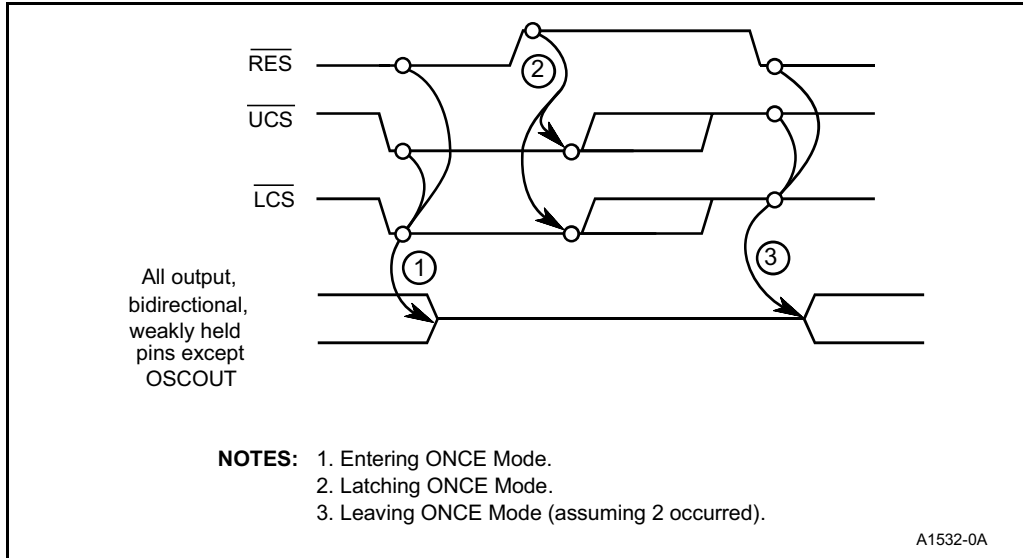 RES
2
UCS
LCS
1
3
All output,
bidirectional,
weakly held
pins except
OSCOUT
NOTES: 1. Entering ONCE Mode.
2. Latching ONCE Mode.
3. Leaving ONCE Mode (assuming 2 occurred).
A1532-0A